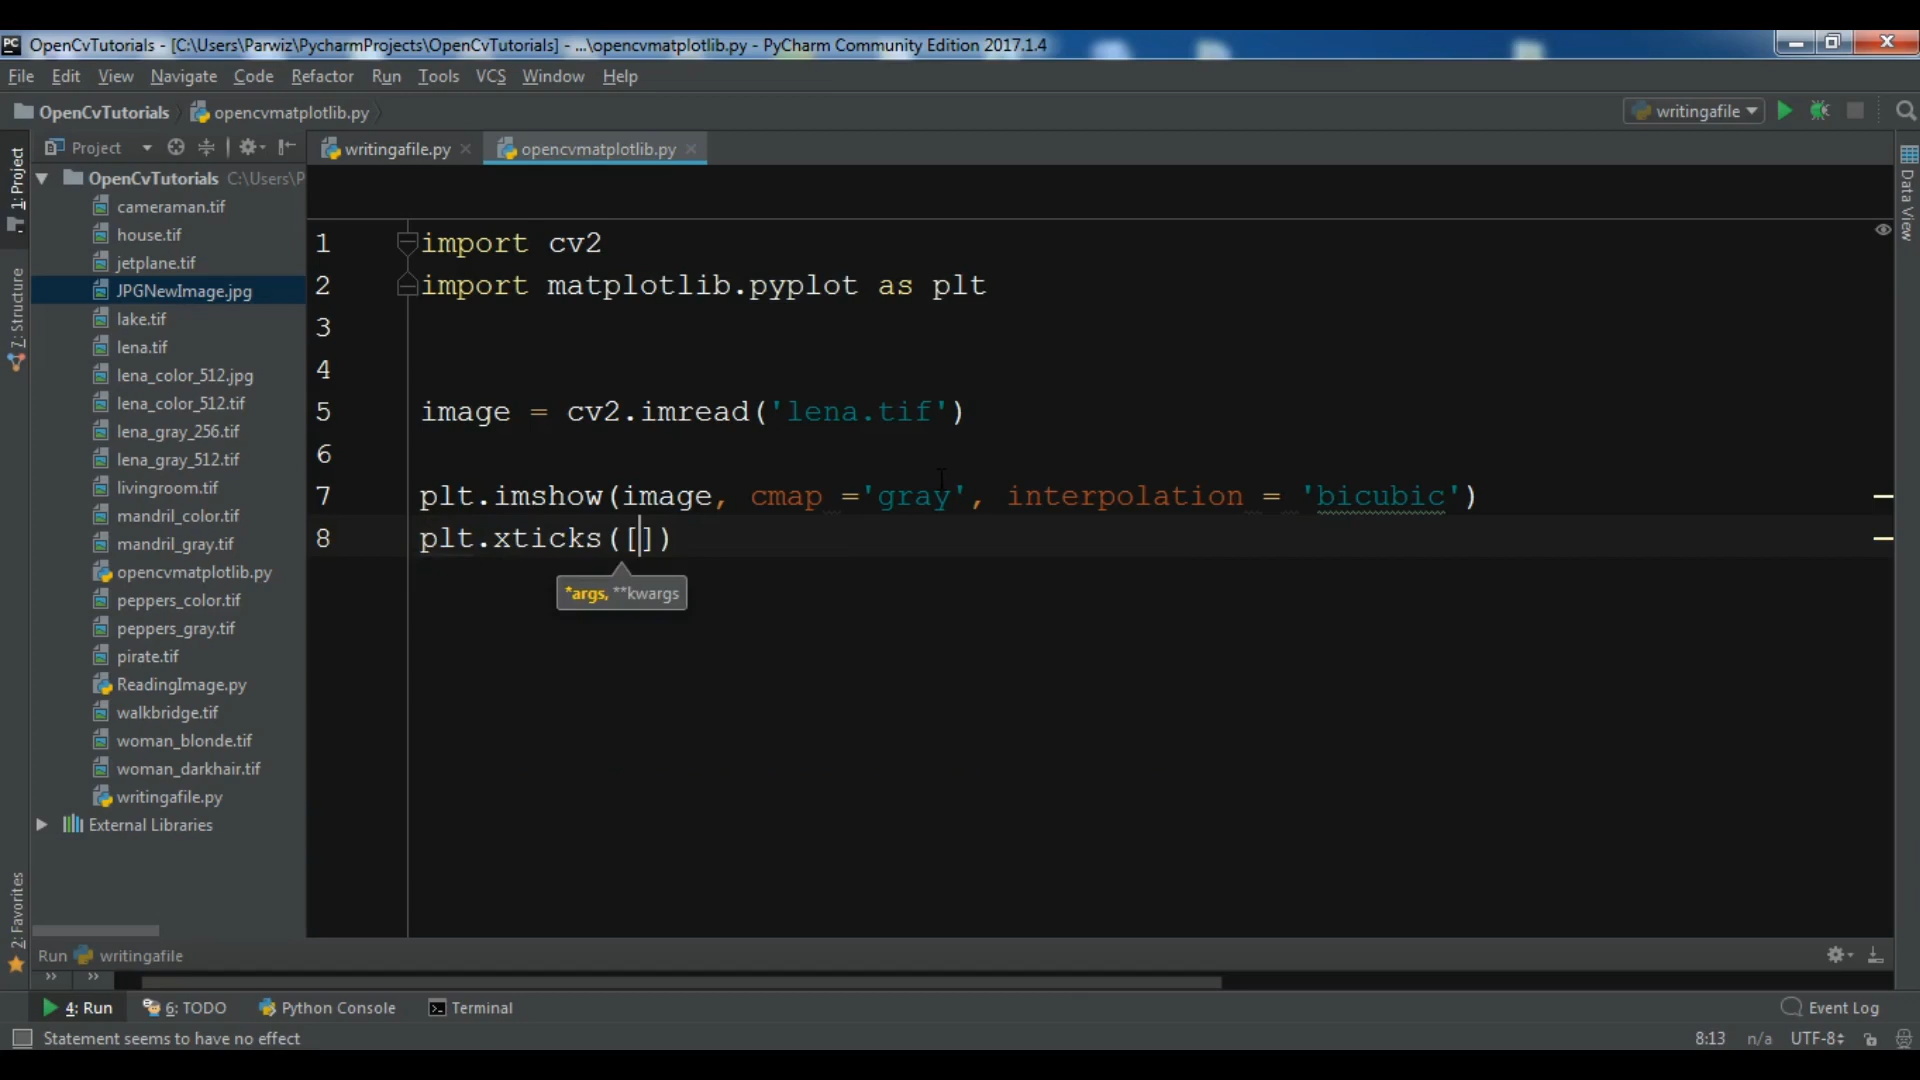 OpenCvTutorials - [C:\Users\Parwiz\PycharmProjects\OpenCvTutorials] - ...\opencvmatplotlib.py - PyCharm Community Edition 2017.1.4
File Edit View Navigate Code Refactor Run Tools VCS Window Help
OpenCvTutorials opencvmatplotlib.py writingafile
Project writingafile.py opencvmatplotlib.py
1: Project
7: Structure
2: Favorites
Data View
OpenCvTutorials C:\Users\P
cameraman.tif
house.tif
jetplane.tif
JPGNewImage.jpg
lake.tif
lena.tif
lena_color_512.jpg
lena_color_512.tif
lena_gray_256.tif
lena_gray_512.tif
livingroom.tif
mandril_color.tif
mandril_gray.tif
opencvmatplotlib.py
peppers_color.tif
peppers_gray.tif
pirate.tif
ReadingImage.py
walkbridge.tif
woman_blonde.tif
woman_darkhair.tif
writingafile.py
External Libraries
1 import cv2
2 import matplotlib.pyplot as plt
3
4
5 image = cv2.imread('lena.tif')
6
7 plt.imshow(image, cmap ='gray', interpolation = 'bicubic')
8 plt.xticks([])
*args, **kwargs
Run writingafile
4: Run 6: TODO Python Console Terminal Event Log
Statement seems to have no effect 8:13 n/a UTF-8